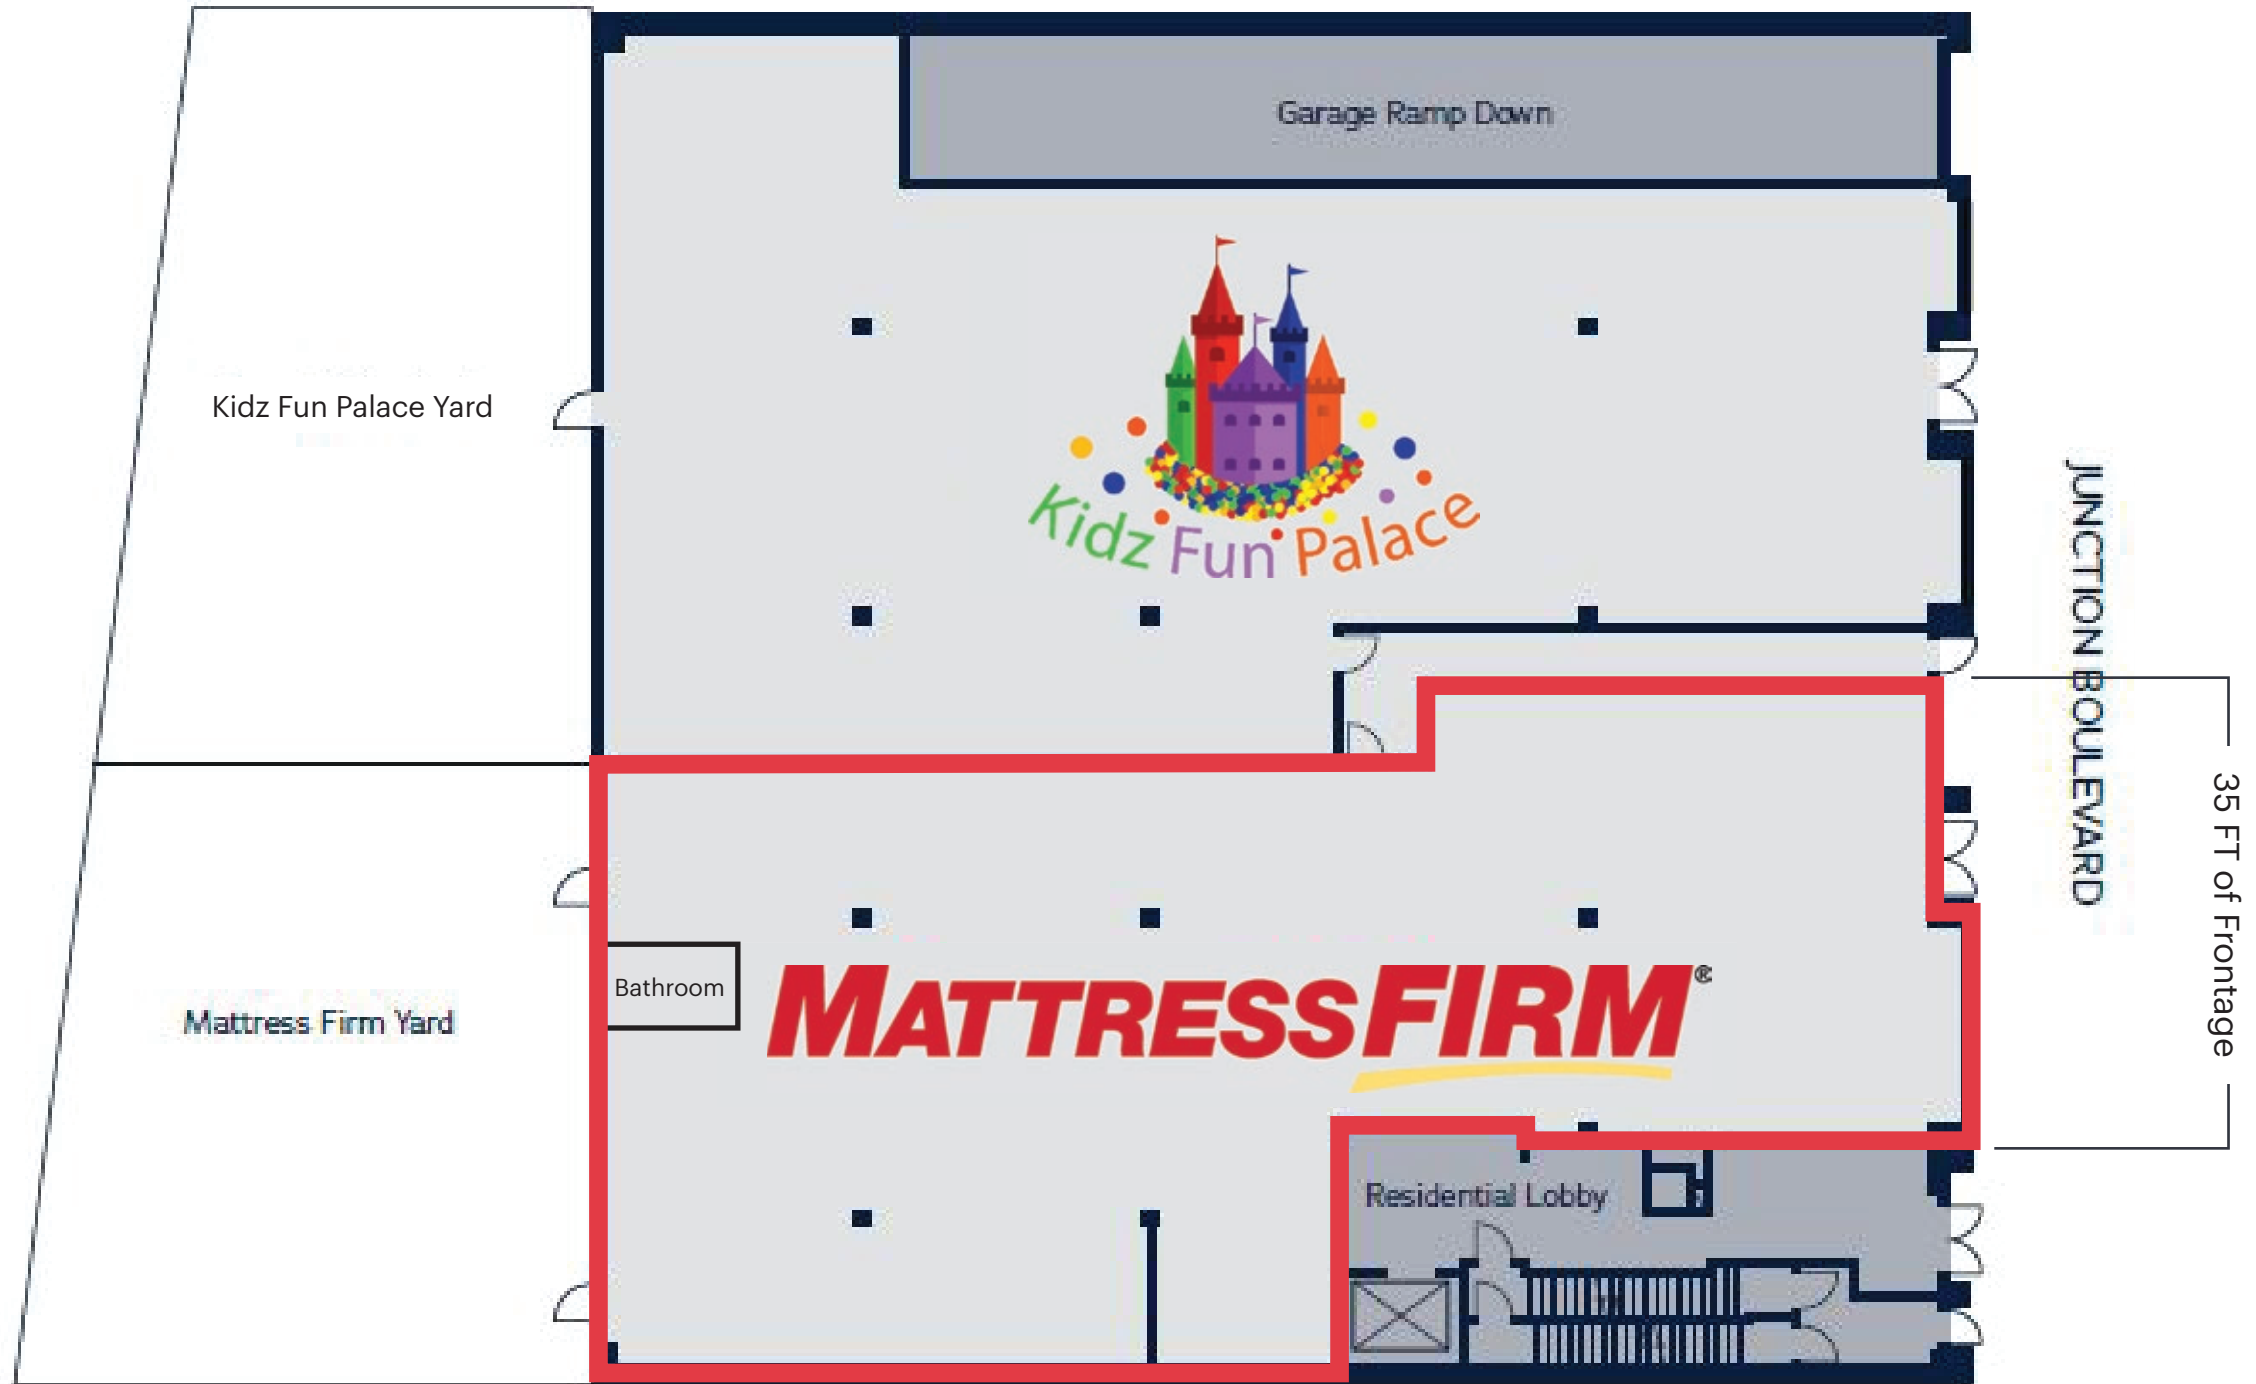 Garage Ramp Down
Kidz Fun Palace Yard
Kidz Fun Palace
JUNCTION BOULEVARD
35 FT of Frontage
Bathroom
MATTRESSFIRM®
Mattress Firm Yard
Residential Lobby